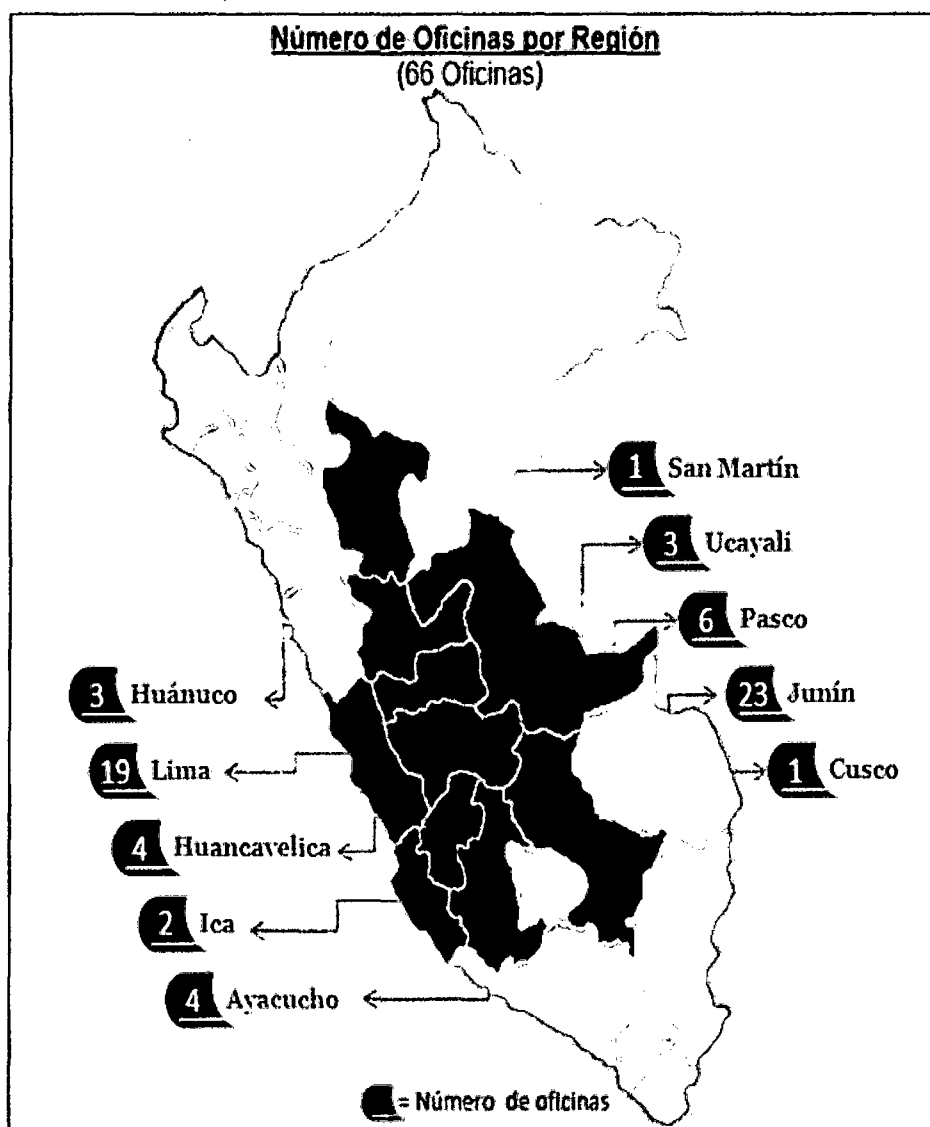 Número de Oficinas por Región
(66 Oficinas)
1 San Martín
3 Ucayali
6 Pasco
3 Huánuco
23 Junín
19 Lima
1 Cusco
4 Huancavelica
2 Ica
4 Ayacucho
= Número de oficinas